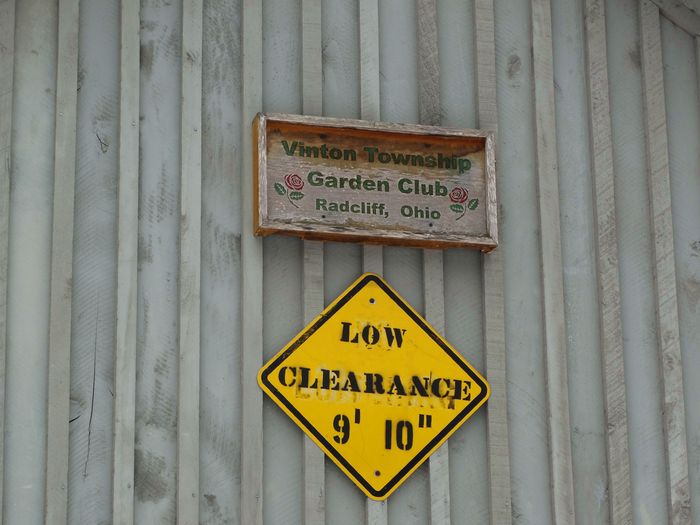 Vinton Township
Garden Club
Radcliff, Ohio
LOW
CLEARANCE
9' 10"